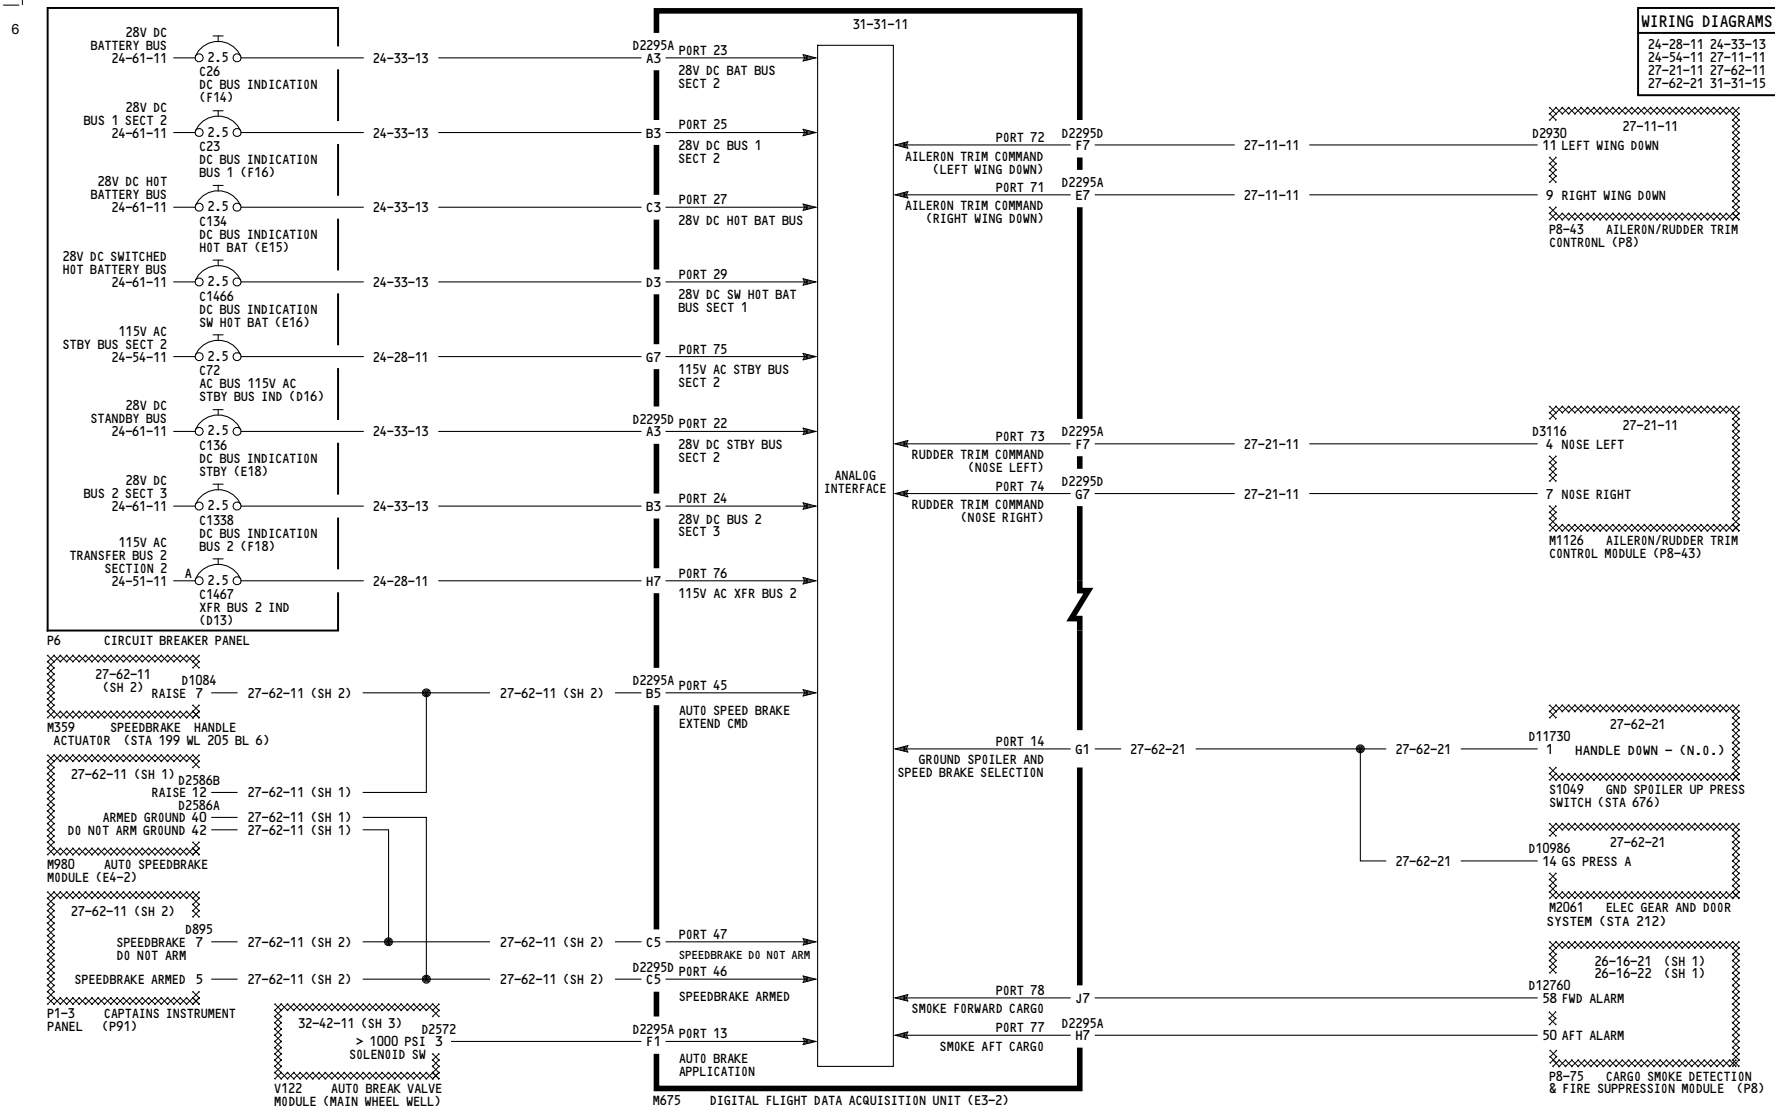 6
WIRING DIAGRAMS
24-28-11 24-33-13
24-54-11 27-11-11
27-21-11 27-62-11
27-62-21 31-31-15
28V DC
BATTERY BUS
24-61-11
2.5
C26
DC BUS INDICATION
(F14)
24-33-13
28V DC
BUS 1 SECT 2
24-61-11
2.5
C23
DC BUS INDICATION
BUS 1 (F16)
24-33-13
28V DC HOT
BATTERY BUS
24-61-11
2.5
C134
DC BUS INDICATION
HOT BAT (E15)
24-33-13
28V DC SWITCHED
HOT BATTERY BUS
24-61-11
2.5
C1466
DC BUS INDICATION
SW HOT BAT (E16)
24-33-13
115V AC
STBY BUS SECT 2
24-54-11
2.5
C72
AC BUS 115V AC
STBY BUS IND (D16)
24-28-11
28V DC
STANDBY BUS
24-61-11
2.5
C136
DC BUS INDICATION
STBY (E18)
24-33-13
28V DC
BUS 2 SECT 3
24-61-11
2.5
C1338
DC BUS INDICATION
BUS 2 (F18)
24-33-13
115V AC
TRANSFER BUS 2
SECTION 2
24-51-11
A
2.5
C1467
XFR BUS 2 IND
(D13)
24-28-11
P6 CIRCUIT BREAKER PANEL
27-62-11
(SH 2)
D1084
RAISE 7
27-62-11 (SH 2)
27-62-11 (SH 2)
M359 SPEEDBRAKE HANDLE
ACTUATOR (STA 199 WL 205 BL 6)
27-62-11 (SH 1)
D2586B
RAISE 12
27-62-11 (SH 1)
D2586A
ARMED GROUND 40
27-62-11 (SH 1)
DO NOT ARM GROUND 42
27-62-11 (SH 1)
M980 AUTO SPEEDBRAKE
MODULE (E4-2)
27-62-11 (SH 2)
D895
SPEEDBRAKE 7
DO NOT ARM
27-62-11 (SH 2)
27-62-11 (SH 2)
SPEEDBRAKE ARMED 5
27-62-11 (SH 2)
27-62-11 (SH 2)
P1-3 CAPTAINS INSTRUMENT
PANEL (P91)
32-42-11 (SH 3)
D2572
> 1000 PSI 3
SOLENOID SW
V122 AUTO BREAK VALVE
MODULE (MAIN WHEEL WELL)
31-31-11
D2295A
A3
PORT 23
28V DC BAT BUS
SECT 2
B3
PORT 25
28V DC BUS 1
SECT 2
C3
PORT 27
28V DC HOT BAT BUS
D3
PORT 29
28V DC SW HOT BAT
BUS SECT 1
G7
PORT 75
115V AC STBY BUS
SECT 2
D2295D
A3
PORT 22
28V DC STBY BUS
SECT 2
B3
PORT 24
28V DC BUS 2
SECT 3
H7
PORT 76
115V AC XFR BUS 2
D2295A
B5
PORT 45
AUTO SPEED BRAKE
EXTEND CMD
C5
PORT 47
SPEEDBRAKE DO NOT ARM
D2295D
C5
PORT 46
SPEEDBRAKE ARMED
D2295A
F1
PORT 13
AUTO BRAKE
APPLICATION
ANALOG
INTERFACE
M675 DIGITAL FLIGHT DATA ACQUISITION UNIT (E3-2)
PORT 72
D2295D
F7
AILERON TRIM COMMAND
(LEFT WING DOWN)
27-11-11
PORT 71
D2295A
E7
AILERON TRIM COMMAND
(RIGHT WING DOWN)
27-11-11
27-11-11
D2930
11 LEFT WING DOWN
9 RIGHT WING DOWN
P8-43 AILERON/RUDDER TRIM
CONTRONL (P8)
PORT 73
D2295A
F7
RUDDER TRIM COMMAND
(NOSE LEFT)
27-21-11
PORT 74
D2295D
G7
RUDDER TRIM COMMAND
(NOSE RIGHT)
27-21-11
27-21-11
D3116
4 NOSE LEFT
7 NOSE RIGHT
M1126 AILERON/RUDDER TRIM
CONTROL MODULE (P8-43)
PORT 14
G1
GROUND SPOILER AND
SPEED BRAKE SELECTION
27-62-21
27-62-21
27-62-21
D11730
1 HANDLE DOWN - (N.O.)
S1049 GND SPOILER UP PRESS
SWITCH (STA 676)
27-62-21
27-62-21
D10986
14 GS PRESS A
M2061 ELEC GEAR AND DOOR
SYSTEM (STA 212)
PORT 78
J7
SMOKE FORWARD CARGO
PORT 77
D2295A
H7
SMOKE AFT CARGO
26-16-21 (SH 1)
26-16-22 (SH 1)
D12760
58 FWD ALARM
50 AFT ALARM
P8-75 CARGO SMOKE DETECTION
& FIRE SUPPRESSION MODULE (P8)